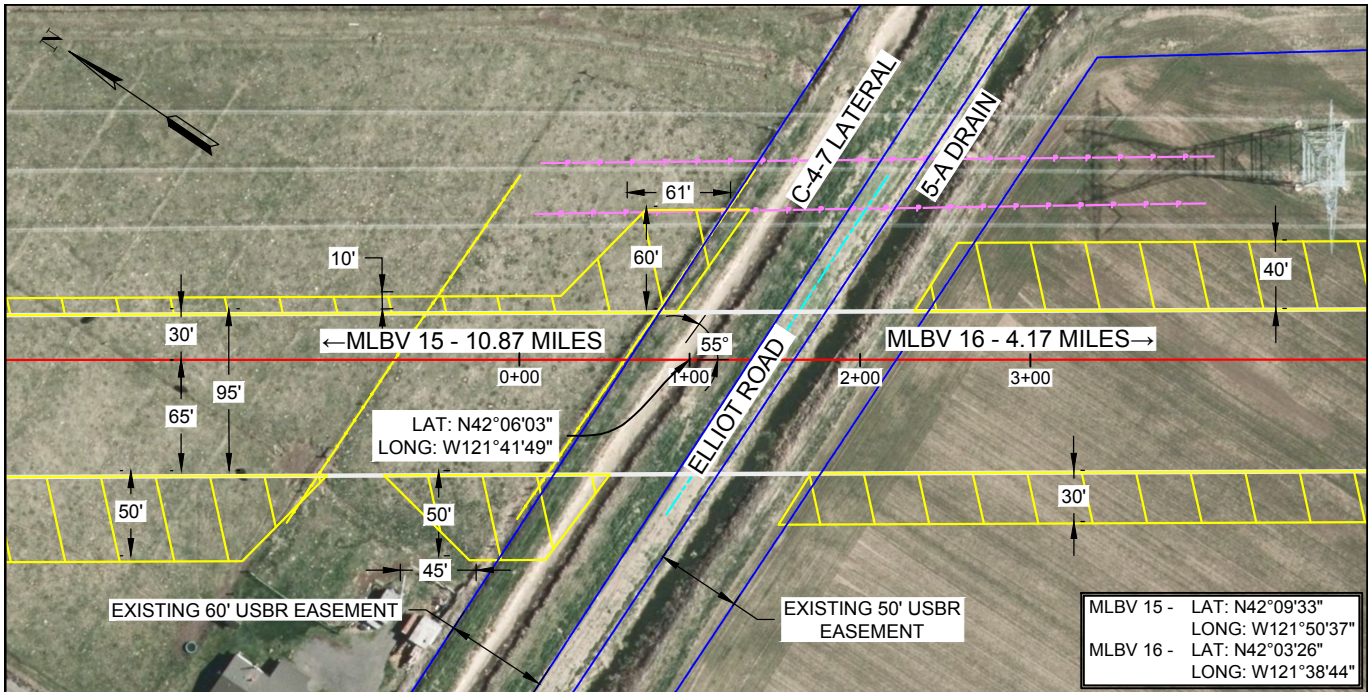 N
C-4-7 LATERAL
5-A DRAIN
61'
10'
60'
40'
30'
←MLBV 15 - 10.87 MILES
55°
MLBV 16 - 4.17 MILES→
0+00
1+00
2+00
3+00
95'
65'
LAT: N42°06'03"
LONG: W121°41'49"
ELLIOT ROAD
50'
50'
30'
45'
EXISTING 60' USBR EASEMENT
EXISTING 50' USBR
EASEMENT
MLBV 15 - LAT: N42°09'33"
LONG: W121°50'37"
MLBV 16 - LAT: N42°03'26"
LONG: W121°38'44"